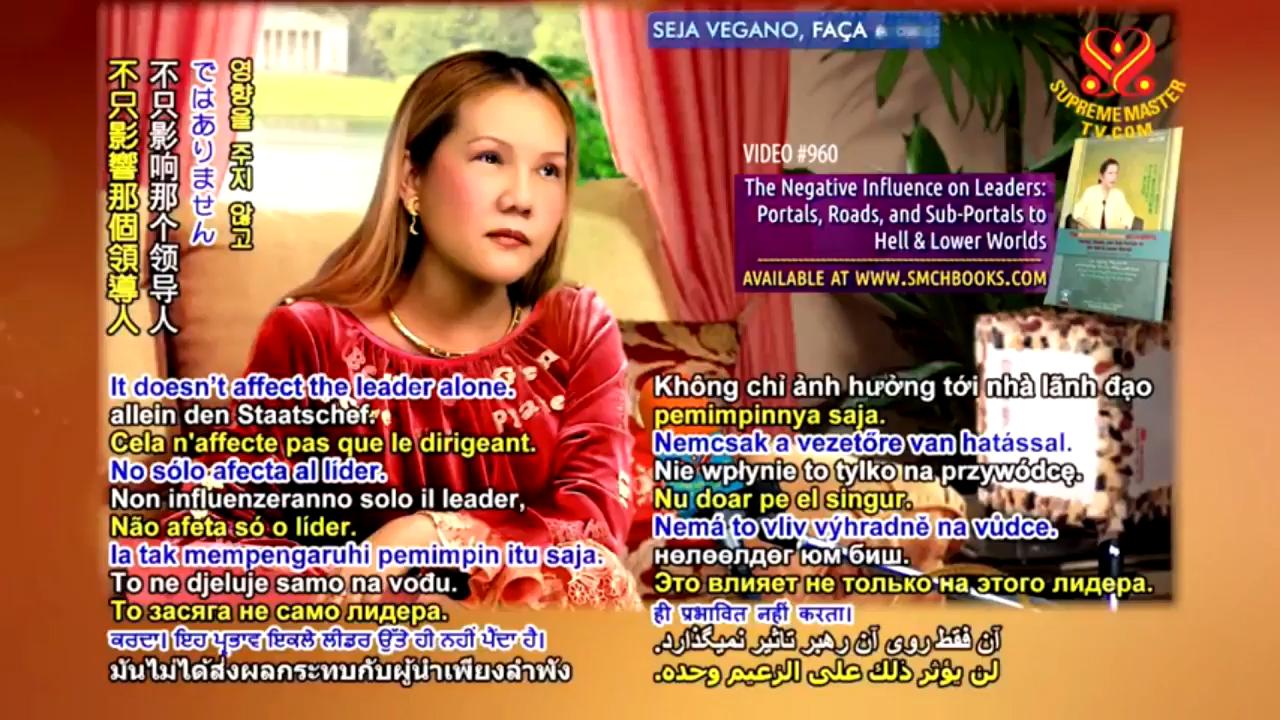 SEJA VEGANO, FAÇA
SUPREME MASTER
TV.COM
VIDEO #960
The Negative Influence on Leaders:
Portals, Roads, and Sub-Portals to
Hell & Lower Worlds
AVAILABLE AT WWW.SMCHBOOKS.COM
영향을 주지 않고
ではありません
不只影响那个领导人
不只影響那個領導人
It doesn't affect the leader alone.
allein den Staatschef.
Cela n'affecte pas que le dirigeant.
No sólo afecta al líder.
Non influenzeranno solo il leader,
Não afeta só o líder.
Ia tak mempengaruhi pemimpin itu saja.
To ne djeluje samo na vođu.
То засяга не само лидера.
ਕਰਦਾ। ਇਹ ਪ੍ਰਭਾਵ ਇਕਲੇ ਲੀਡਰ ਉੱਤੇ ਹੀ ਨਹੀਂ ਪੈਂਦਾ ਹੈ।
มันไม่ได้ส่งผลกระทบกับผู้นำเพียงลำพัง
Không chỉ ảnh hưởng tới nhà lãnh đạo
pemimpinnya saja.
Nemcsak a vezetőre van hatással.
Nie wpłynie to tylko na przywódcę.
Nu doar pe el singur.
Nemá to vliv výhradně na vůdce.
нөлөөлдөг юм биш.
Это влияет не только на этого лидера.
ही प्रभावित नहीं करता।
آن فقط روی آن رهبر تاثیر نمیگذارد.
لن يؤثر ذلك على الزعيم وحده.